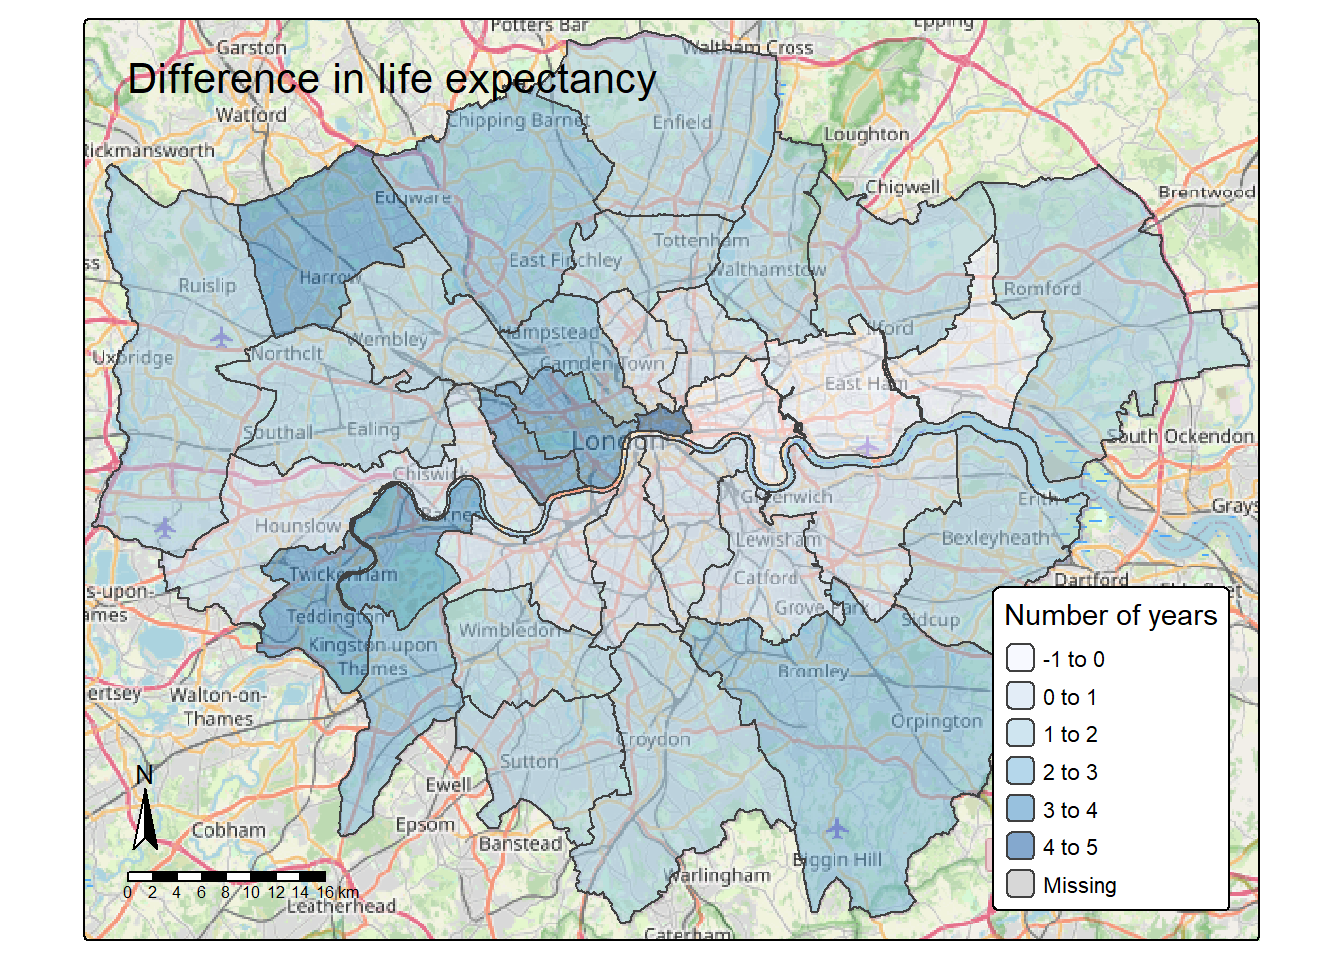 Potters Bar
Epping
Garston
Waltham Cross
Difference in life expectancy
Watford
Chipping Barnet
Enfield
Loughton
Rickmansworth
Chigwell
Brentwood
Edgware
Tottenham
East Finchley
Walthamstow
ss
Harrow
Ruislip
Romford
Hampstead
Ilford
Wembley
Northolt
Uxbridge
Camden Town
East Ham
Southall
Ealing
London
South Ockendon
Chiswick
Greenwich
Erith
Grays
Barnes
Hounslow
Lewisham
Bexleyheath
Twickenham
Catford
Dartford
s-upon-
ames
Teddington
Grove Park
Sidcup
Wimbledon
Kingston upon
Thames
Bromley
ertsey
Walton-on-
Thames
Orpington
Croydon
Sutton
Ewell
Epsom
Cobham
Banstead
Biggin Hill
Warlingham
Leatherhead
Caterham
N
0 2 4 6 8 10 12 14 16 km
Number of years
-1 to 0
0 to 1
1 to 2
2 to 3
3 to 4
4 to 5
Missing